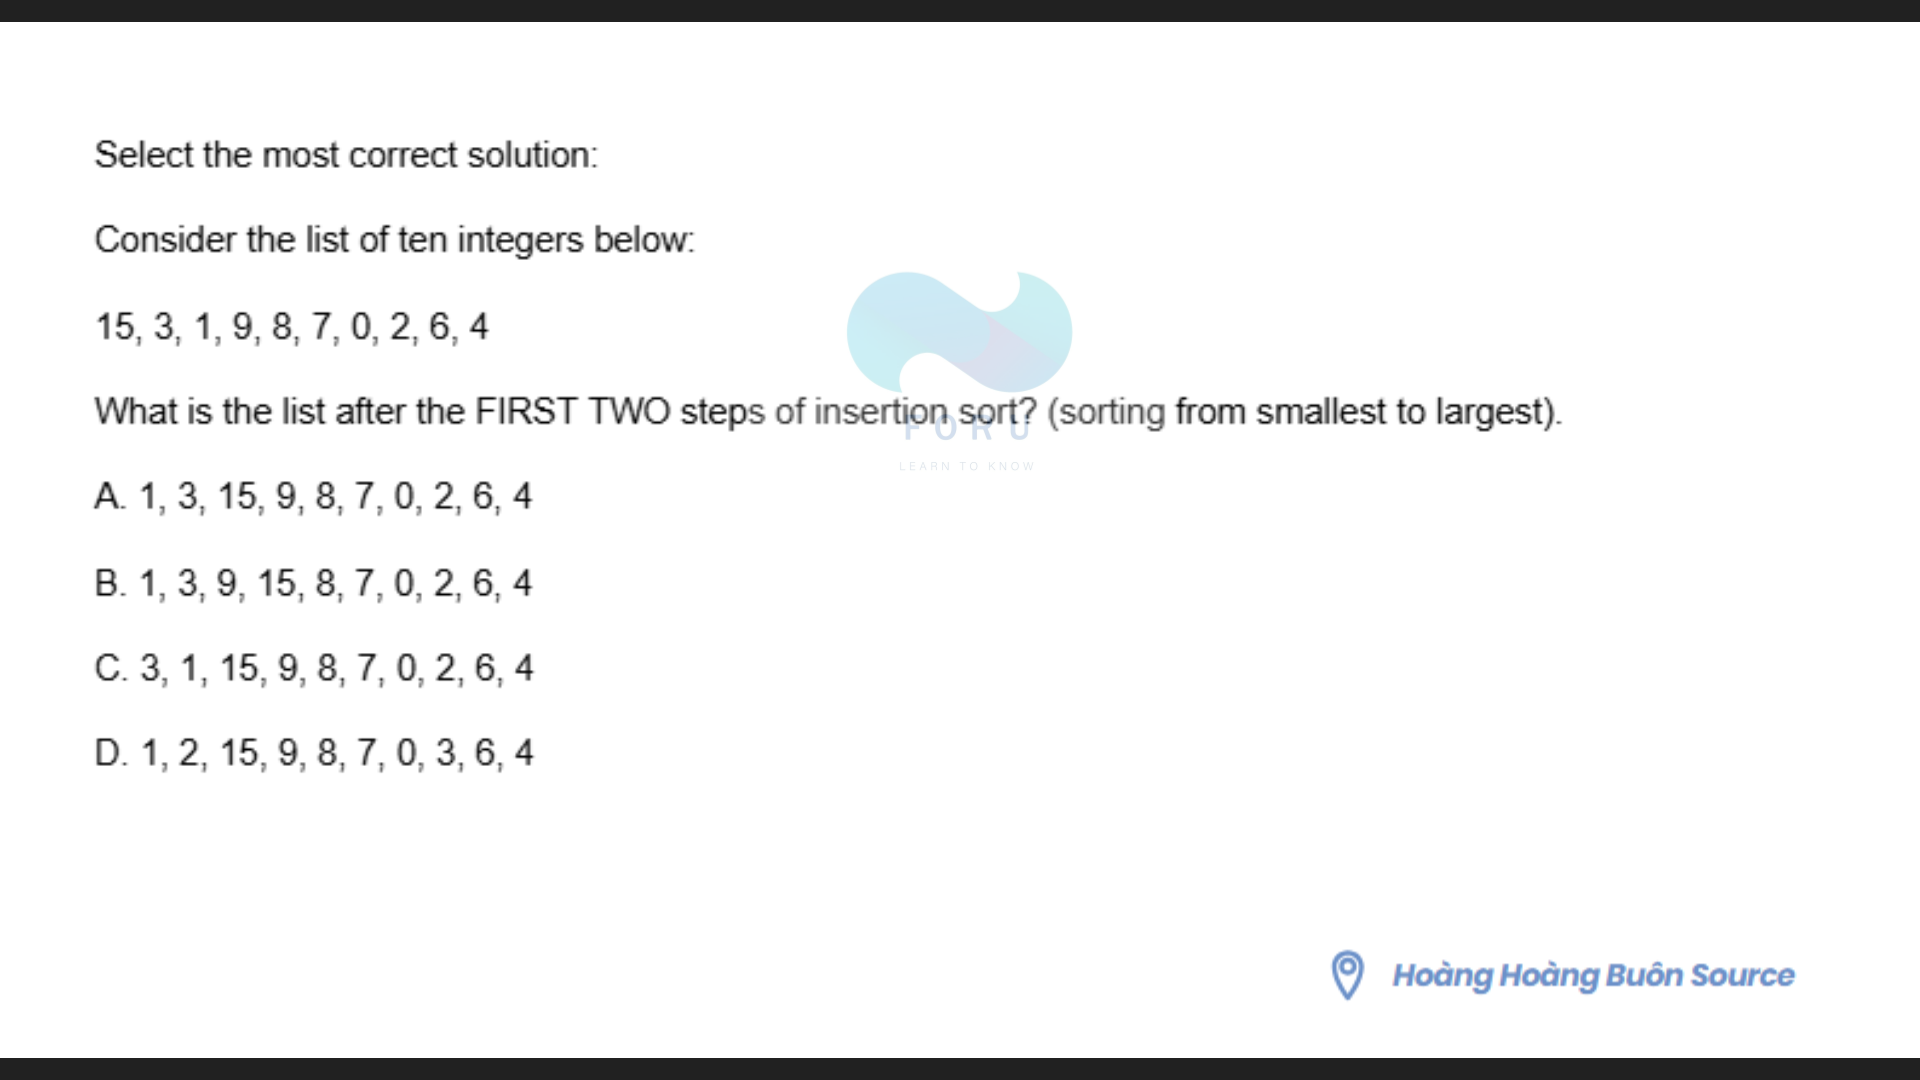 Select the most correct solution:
Consider the list of ten integers below:
15, 3, 1, 9, 8, 7, 0, 2, 6, 4
What is the list after the FIRST TWO steps of insertion sort? (sorting from smallest to largest).
FORU
LEARN TO KNOW
A. 1, 3, 15, 9, 8, 7, 0, 2, 6, 4
B. 1, 3, 9, 15, 8, 7, 0, 2, 6, 4
C. 3, 1, 15, 9, 8, 7, 0, 2, 6, 4
D. 1, 2, 15, 9, 8, 7, 0, 3, 6, 4
Hoàng Hoàng Buôn Source